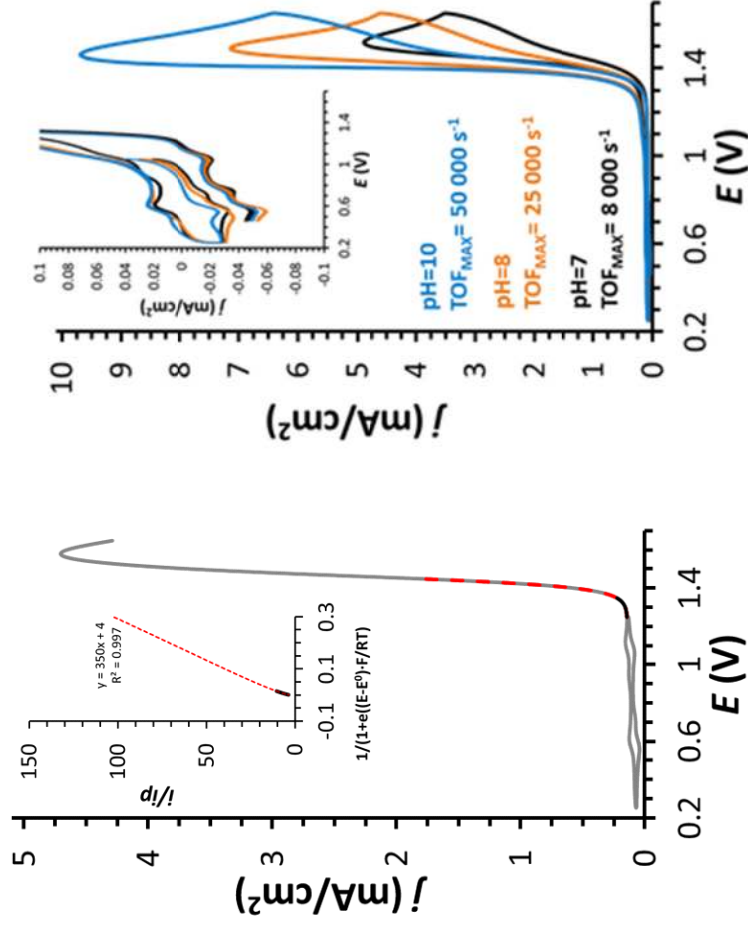 5
4
3
2
1
0
j (mA/cm²)
0.2
0.6
1
1.4
E (V)
150
100
50
0
i/ip
-0.1
0.1
0.3
1/(1+e((E-E⁰)·F/RT)
y = 350x + 4
R² = 0.997
10
9
8
7
6
5
4
3
2
1
0
j (mA/cm²)
0.2
0.6
1
1.4
E (V)
0.1
0.08
0.06
0.04
0.02
0
-0.02
-0.04
-0.06
-0.08
-0.1
j (mA/cm²)
0.2
0.6
1
1.4
E (V)
pH=10
TOFMAX= 50 000 s⁻¹
pH=8
TOFMAX= 25 000 s⁻¹
pH=7
TOFMAX= 8 000 s⁻¹